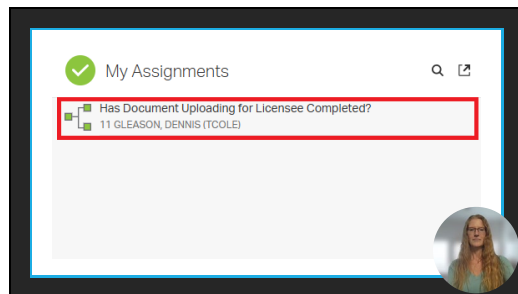 My Assignments
Has Document Uploading for Licensee Completed?
11 GLEASON, DENNIS (TCOLE)